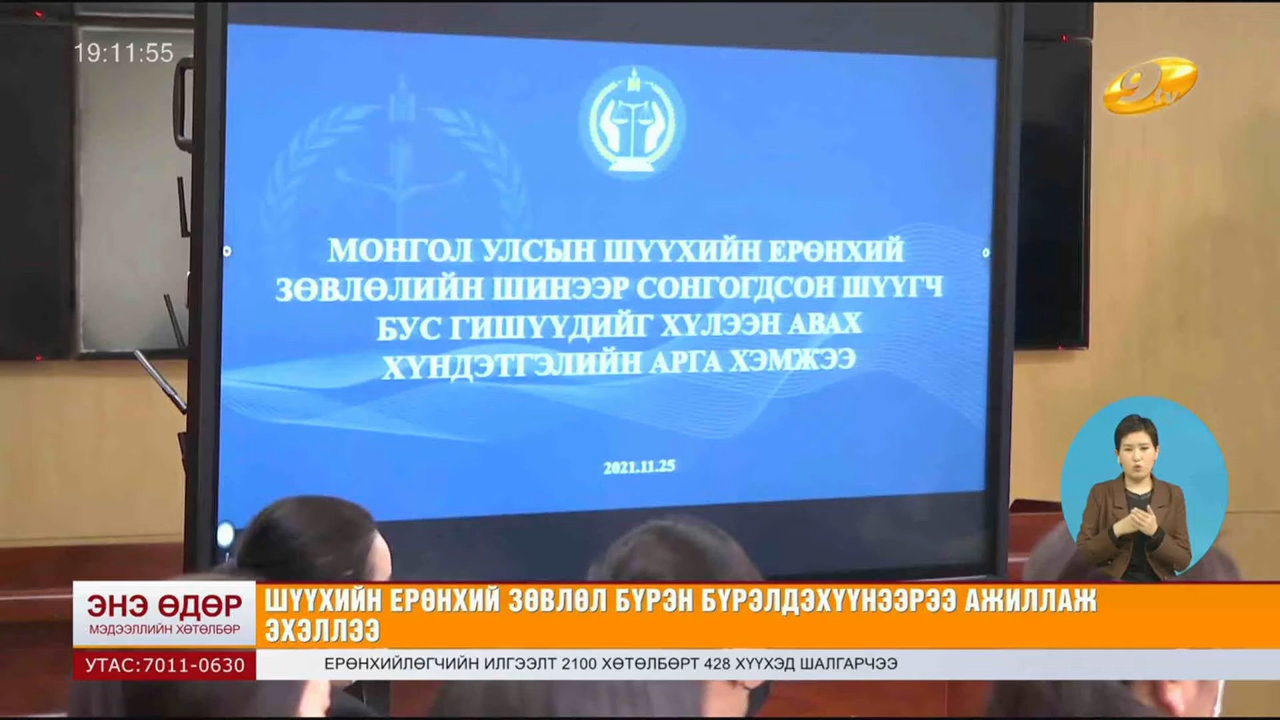 19:11:55
9tv
МОНГОЛ УЛСЫН ШҮҮХИЙН ЕРӨНХИЙ
ЗӨВЛӨЛИЙН ШИНЭЭР СОНГОГДСОН ШҮҮГЧ
БУС ГИШҮҮДИЙГ ХҮЛЭЭН АВАХ
ХҮНДЭТГЭЛИЙН АРГА ХЭМЖЭЭ
2021.11.25
ЭНЭ ӨДӨР
МЭДЭЭЛЛИЙН ХӨТӨЛБӨР
ШҮҮХИЙН ЕРӨНХИЙ ЗӨВЛӨЛ БҮРЭН БҮРЭЛДЭХҮҮНЭЭРЭЭ АЖИЛЛАЖ
ЭХЭЛЛЭЭ
УТАС:7011-0630
ЕРӨНХИЙЛӨГЧИЙН ИЛГЭЭЛТ 2100 ХӨТӨЛБӨРТ 428 ХҮҮХЭД ШАЛГАРЧЭЭ